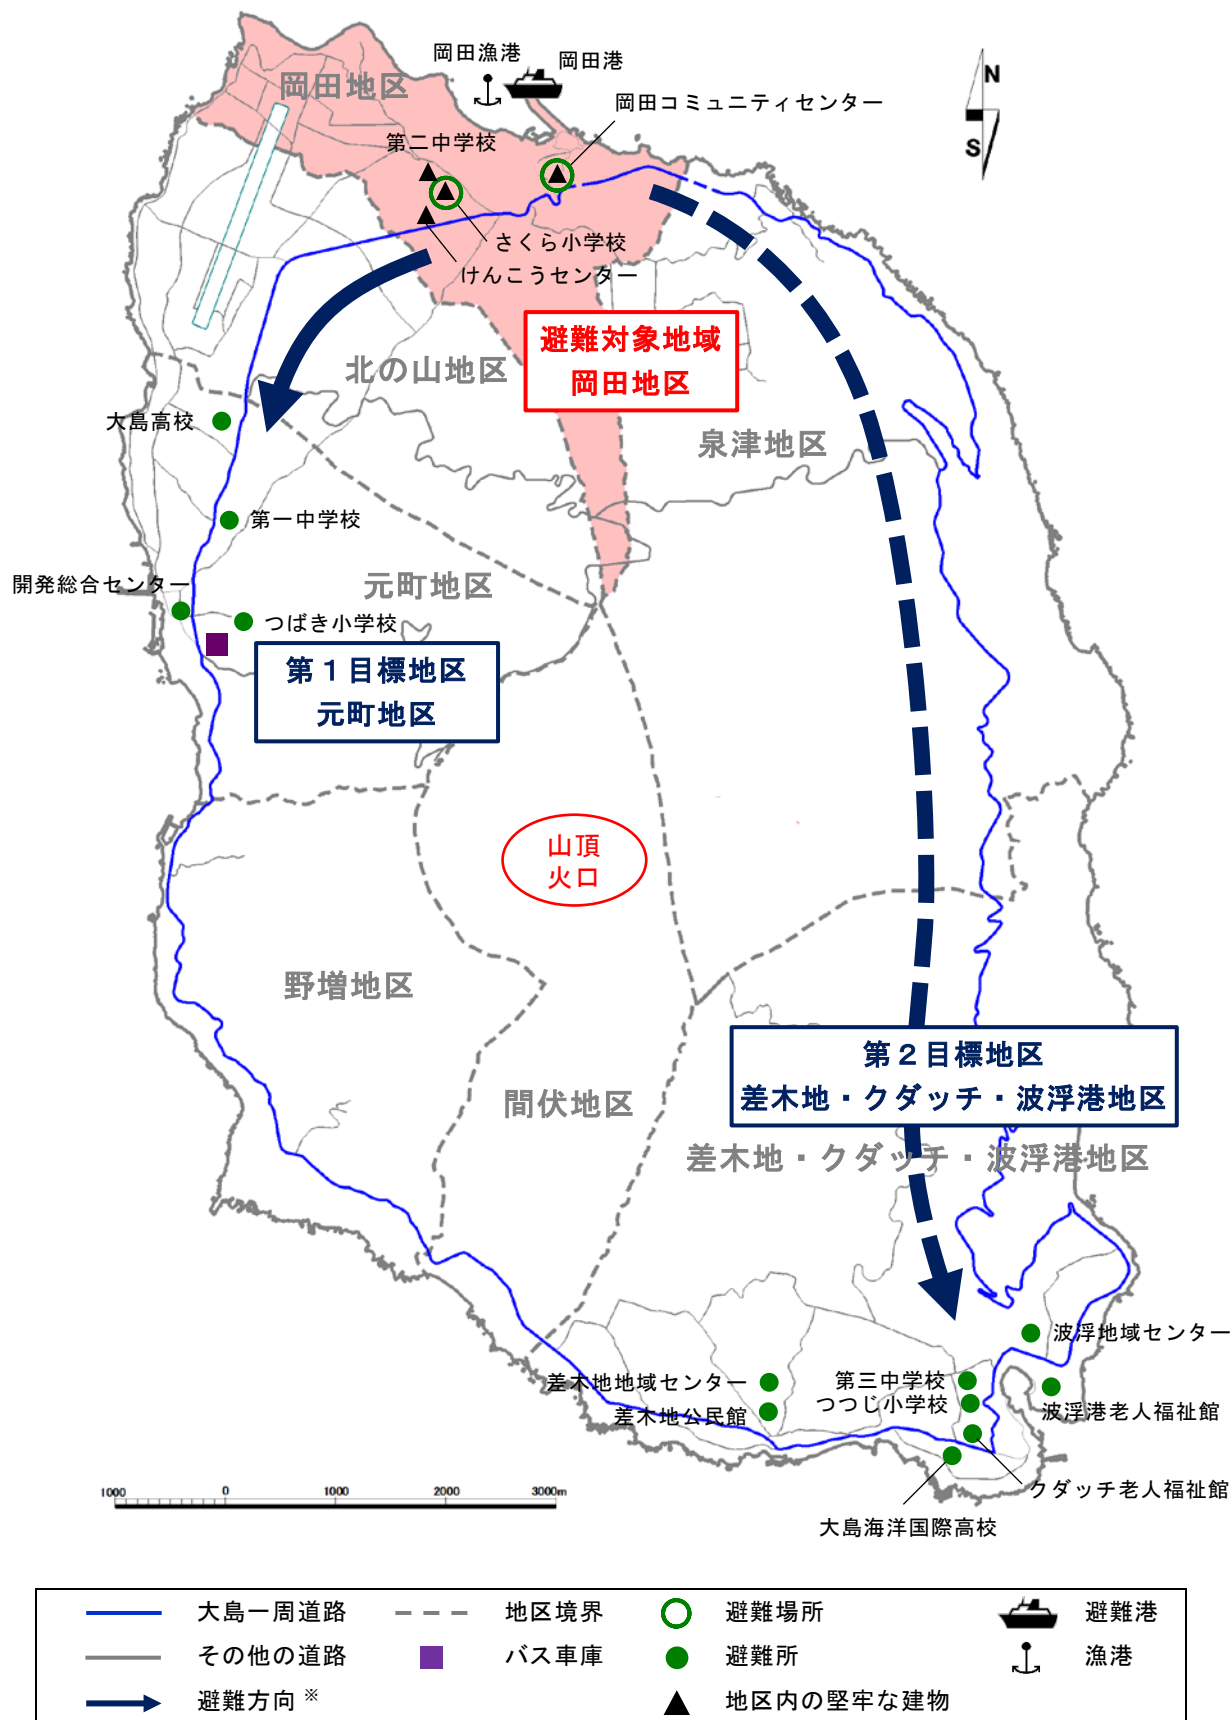 岡田漁港
岡田港
岡田地区
岡田コミュニティセンター
N
S
第二中学校
さくら小学校
けんこうセンター
避難対象地域
岡田地区
北の山地区
大島高校
泉津地区
第一中学校
開発総合センター
元町地区
つばき小学校
第1目標地区
元町地区
山頂
火口
野増地区
第2目標地区
差木地・クダッチ・波浮港地区
間伏地区
差木地・クダッチ・波浮港地区
波浮地域センター
差木地地域センター
第三中学校
つつじ小学校
差木地公民館
波浮港老人福祉館
クダッチ老人福祉館
大島海洋国際高校
1000 0 1000 2000 3000m
大島一周道路 地区境界 避難場所 避難港
その他の道路 バス車庫 避難所 漁港
避難方向※ 地区内の堅牢な建物